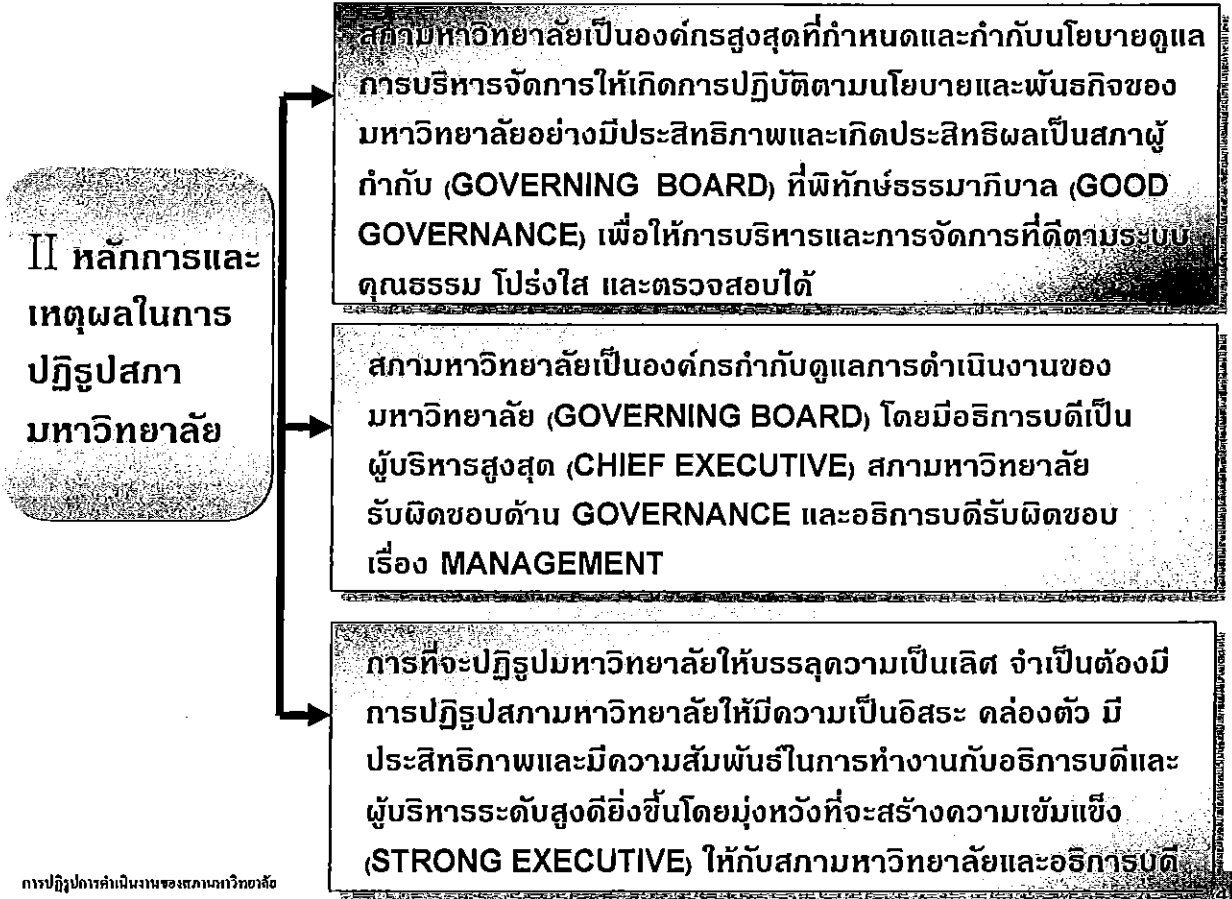 II หลักการและ
เหตุผลในการ
ปฏิรูปสภา
มหาวิทยาลัย
สภามหาวิทยาลัยเป็นองค์กรสูงสุดที่กำหนดและกำกับนโยบายดูแล
การบริหารจัดการให้เกิดการปฏิบัติตามนโยบายและพันธกิจของ
มหาวิทยาลัยอย่างมีประสิทธิภาพและเกิดประสิทธิผลเป็นสภาผู้
กำกับ (GOVERNING BOARD) ที่พิทักษ์ธรรมาภิบาล (GOOD
GOVERNANCE) เพื่อให้การบริหารและการจัดการที่ดีตามระบบ
คุณธรรม โปร่งใส และตรวจสอบได้
สภามหาวิทยาลัยเป็นองค์กรกำกับดูแลการดำเนินงานของ
มหาวิทยาลัย (GOVERNING BOARD) โดยมีอธิการบดีเป็น
ผู้บริหารสูงสุด (CHIEF EXECUTIVE) สภามหาวิทยาลัย
รับผิดชอบด้าน GOVERNANCE และอธิการบดีรับผิดชอบ
เรื่อง MANAGEMENT
การที่จะปฏิรูปมหาวิทยาลัยให้บรรลุความเป็นเลิศ จำเป็นต้องมี
การปฏิรูปสภามหาวิทยาลัยให้มีความเป็นอิสระ คล่องตัว มี
ประสิทธิภาพและมีความสัมพันธ์ในการทำงานกับอธิการบดีและ
ผู้บริหารระดับสูงดียิ่งขึ้นโดยมุ่งหวังที่จะสร้างความเข้มแข็ง
(STRONG EXECUTIVE) ให้กับสภามหาวิทยาลัยและอธิการบดี
การปฏิรูปการดำเนินงานของสภามหาวิทยาลัย